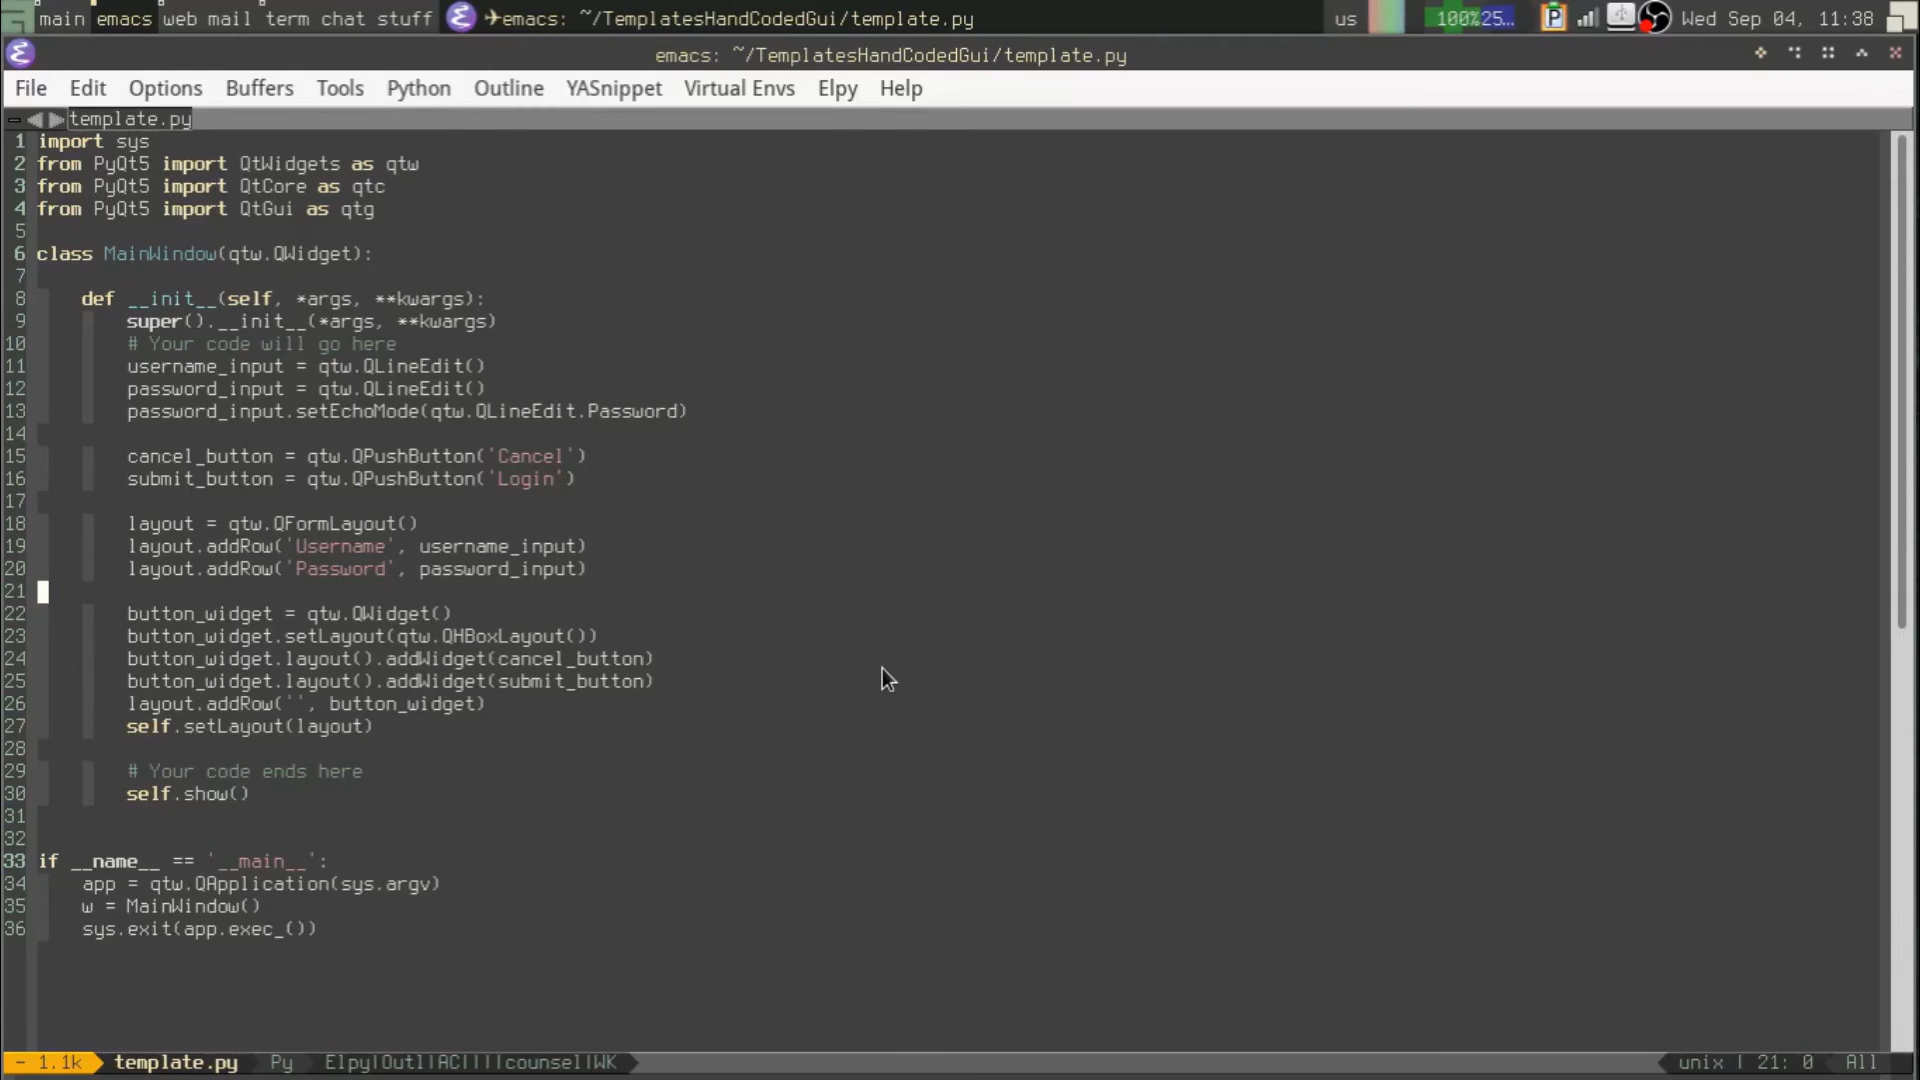 main emacs web mail term chat stuff emacs: ~/TemplatesHandCodedGui/template.py us 100%25… P Wed Sep 04, 11:38
emacs: ~/TemplatesHandCodedGui/template.py
File Edit Options Buffers Tools Python Outline YASnippet Virtual Envs Elpy Help
template.py
1 import sys
2 from PyQt5 import QtWidgets as qtw
3 from PyQt5 import QtCore as qtc
4 from PyQt5 import QtGui as qtg
5
6 class MainWindow(qtw.QWidget):
7
8     def __init__(self, *args, **kwargs):
9         super().__init__(*args, **kwargs)
10         # Your code will go here
11         username_input = qtw.QLineEdit()
12         password_input = qtw.QLineEdit()
13         password_input.setEchoMode(qtw.QLineEdit.Password)
14
15         cancel_button = qtw.QPushButton('Cancel')
16         submit_button = qtw.QPushButton('Login')
17
18         layout = qtw.QFormLayout()
19         layout.addRow('Username', username_input)
20         layout.addRow('Password', password_input)
21
22         button_widget = qtw.QWidget()
23         button_widget.setLayout(qtw.QHBoxLayout())
24         button_widget.layout().addWidget(cancel_button)
25         button_widget.layout().addWidget(submit_button)
26         layout.addRow('', button_widget)
27         self.setLayout(layout)
28
29         # Your code ends here
30         self.show()
31
32
33 if __name__ == '__main__':
34     app = qtw.QApplication(sys.argv)
35     w = MainWindow()
36     sys.exit(app.exec_())
- 1.1k template.py Py Elpy|Outl|AC||||counsel|WK unix | 21: 0 All